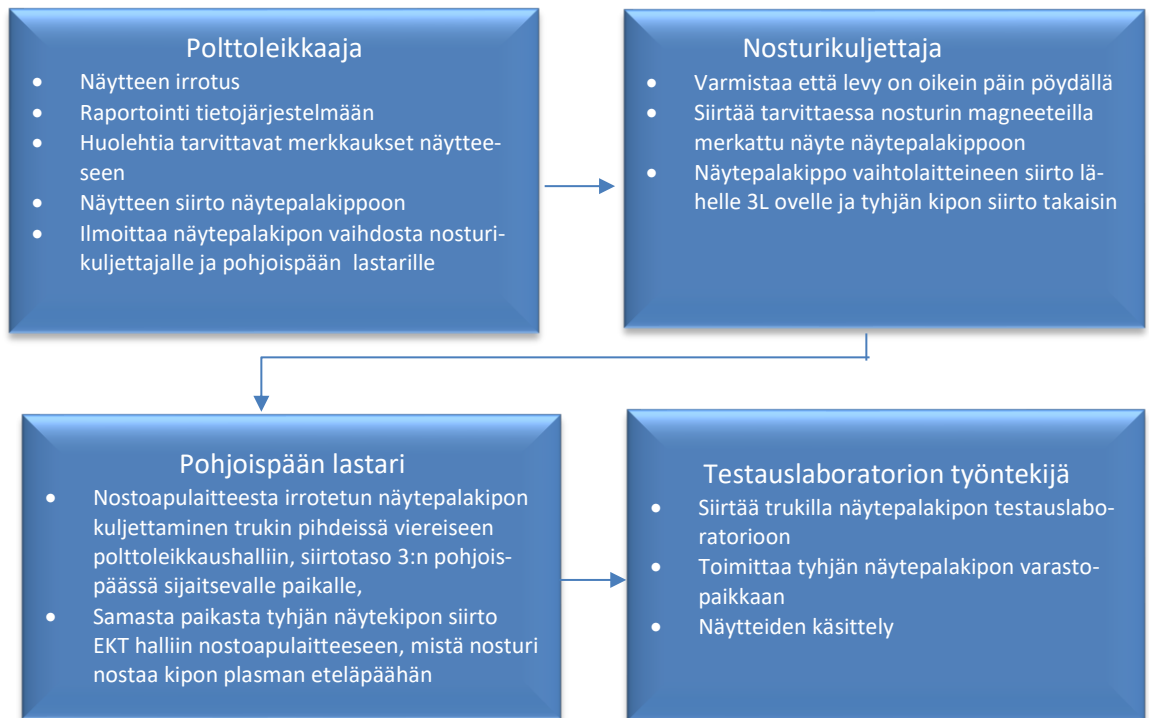 Polttoleikkaaja
• Näytteen irrotus
• Raportointi tietojärjestelmään
• Huolehtia tarvittavat merkkaukset näyttee-
seen
• Näytteen siirto näytepalakippoon
• Ilmoittaa näytepalakipon vaihdosta nosturi-
kuljettajalle ja pohjoispään lastarille
Nosturikuljettaja
• Varmistaa että levy on oikein päin pöydällä
• Siirtää tarvittaessa nosturin magneeteilla
merkattu näyte näytepalakippoon
• Näytepalakippo vaihtolaitteineen siirto lä-
helle 3L ovelle ja tyhjän kipon siirto takaisin
Pohjoispään lastari
• Nostoapulaitteesta irrotetun näytepalakipon
kuljettaminen trukin pihdeissä viereiseen
polttoleikkaushalliin, siirtotaso 3:n pohjois-
päässä sijaitsevalle paikalle,
• Samasta paikasta tyhjän näytekipon siirto
EKT halliin nostoapulaitteeseen, mistä nosturi
nostaa kipon plasman eteläpäähän
Testauslaboratorion työntekijä
• Siirtää trukilla näytepalakipon testauslabo-
ratorioon
• Toimittaa tyhjän näytepalakipon varasto-
paikkaan
• Näytteiden käsittely